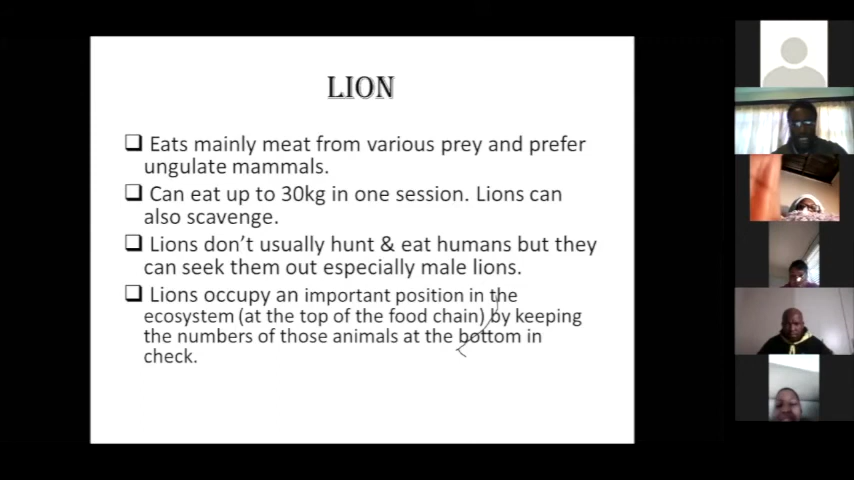 LION
❑ Eats mainly meat from various prey and prefer
ungulate mammals.
❑ Can eat up to 30kg in one session. Lions can
also scavenge.
❑ Lions don't usually hunt & eat humans but they
can seek them out especially male lions.
❑ Lions occupy an important position in the
ecosystem (at the top of the food chain) by keeping
the numbers of those animals at the bottom in
check.